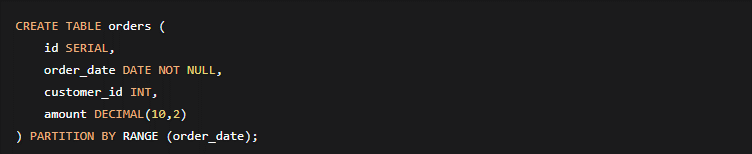 CREATE TABLE orders (
    id SERIAL,
    order_date DATE NOT NULL,
    customer_id INT,
    amount DECIMAL(10,2)
) PARTITION BY RANGE (order_date);